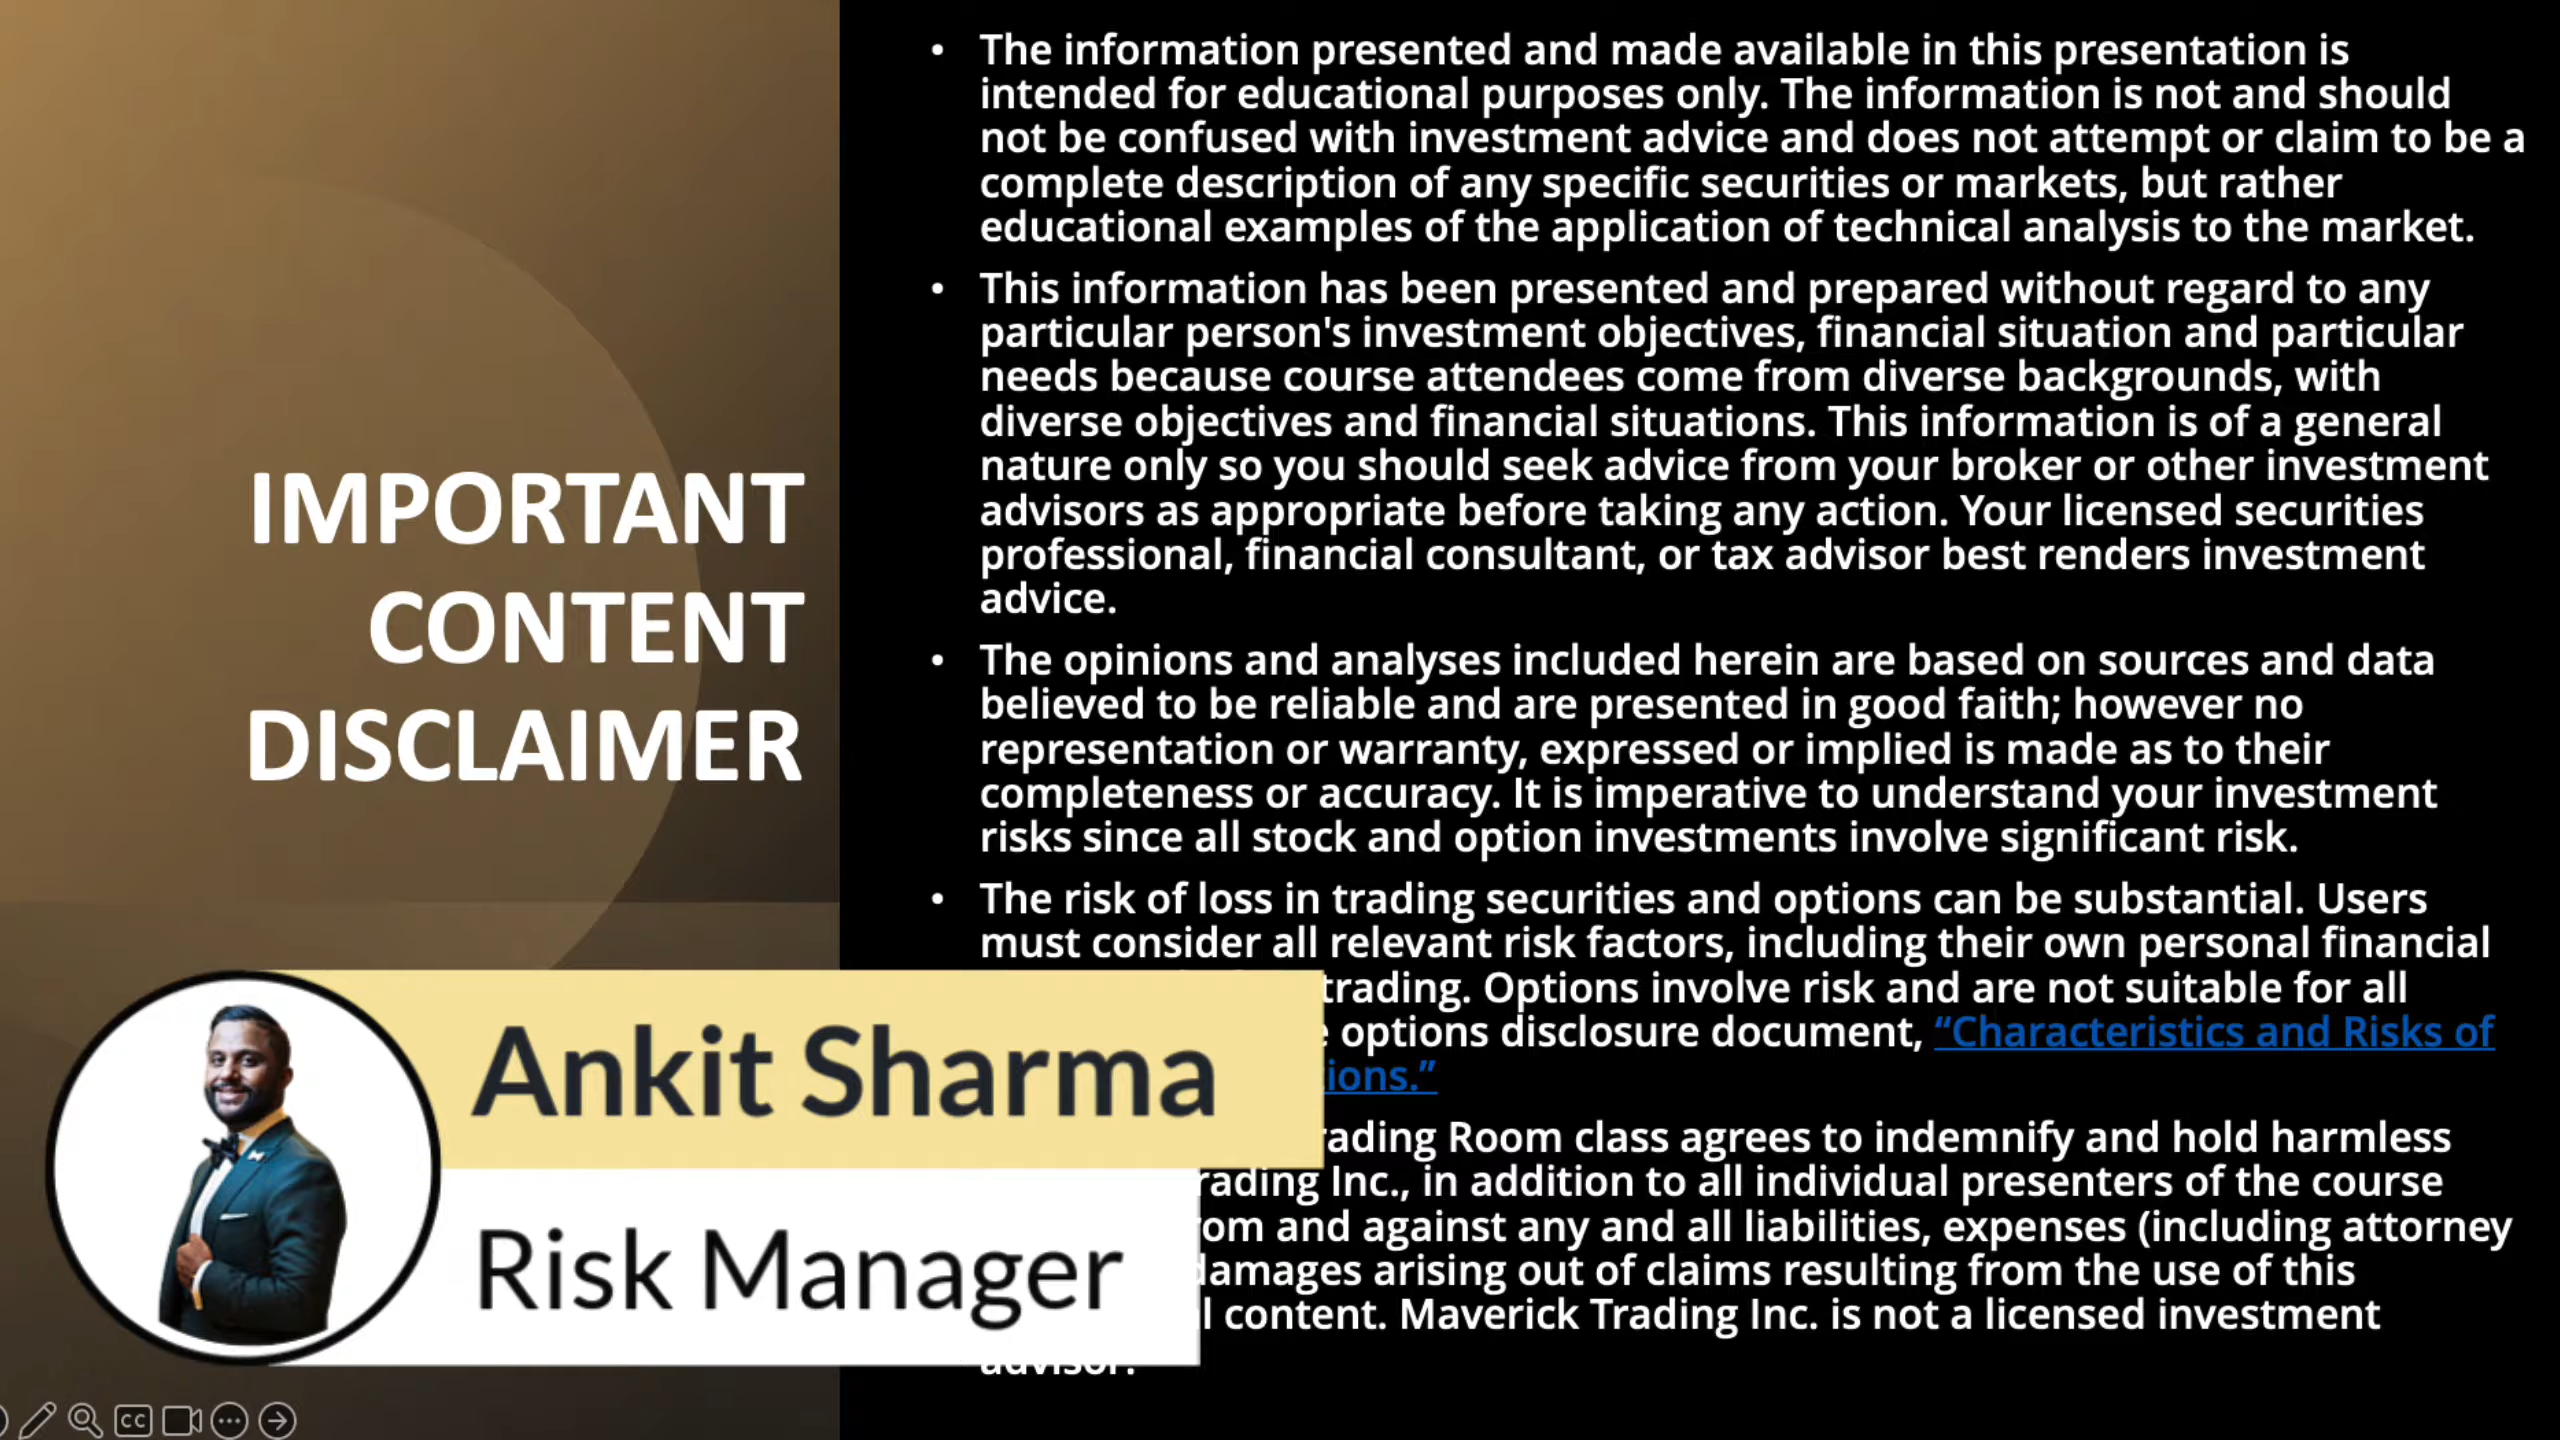 IMPORTANT
CONTENT
DISCLAIMER
• The information presented and made available in this presentation is
intended for educational purposes only. The information is not and should
not be confused with investment advice and does not attempt or claim to be a
complete description of any specific securities or markets, but rather
educational examples of the application of technical analysis to the market.
• This information has been presented and prepared without regard to any
particular person's investment objectives, financial situation and particular
needs because course attendees come from diverse backgrounds, with
diverse objectives and financial situations. This information is of a general
nature only so you should seek advice from your broker or other investment
advisors as appropriate before taking any action. Your licensed securities
professional, financial consultant, or tax advisor best renders investment
advice.
• The opinions and analyses included herein are based on sources and data
believed to be reliable and are presented in good faith; however no
representation or warranty, expressed or implied is made as to their
completeness or accuracy. It is imperative to understand your investment
risks since all stock and option investments involve significant risk.
• The risk of loss in trading securities and options can be substantial. Users
must consider all relevant risk factors, including their own personal financial
trading. Options involve risk and are not suitable for all
options disclosure document, “Characteristics and Risks of
Room class agrees to indemnify and hold harmless
Inc., in addition to all individual presenters of the course
and against any and all liabilities, expenses (including attorney
damages arising out of claims resulting from the use of this
content. Maverick Trading Inc. is not a licensed investment
advisor.
Ankit Sharma
Risk Manager
CC